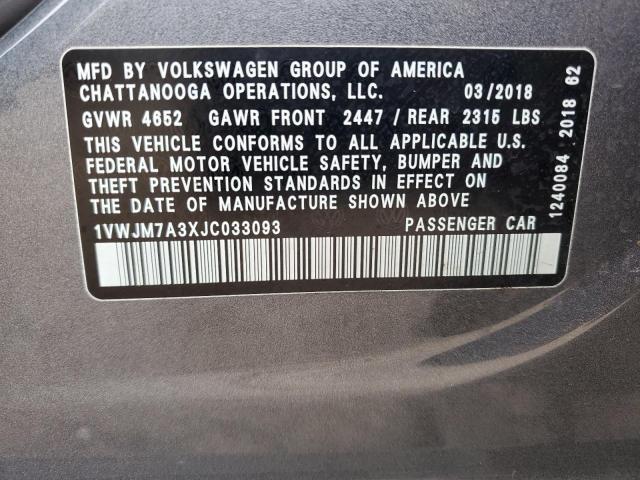 MFD BY VOLKSWAGEN GROUP OF AMERICA
CHATTANOOGA OPERATIONS, LLC. 03/2018
GVWR 4652 GAWR FRONT 2447 / REAR 2315 LBS
THIS VEHICLE CONFORMS TO ALL APPLICABLE U.S.
FEDERAL MOTOR VEHICLE SAFETY, BUMPER AND
THEFT PREVENTION STANDARDS IN EFFECT ON
THE DATE OF MANUFACTURE SHOWN ABOVE.
1VWJM7A3XJC033093 PASSENGER CAR
1240084 2018 62